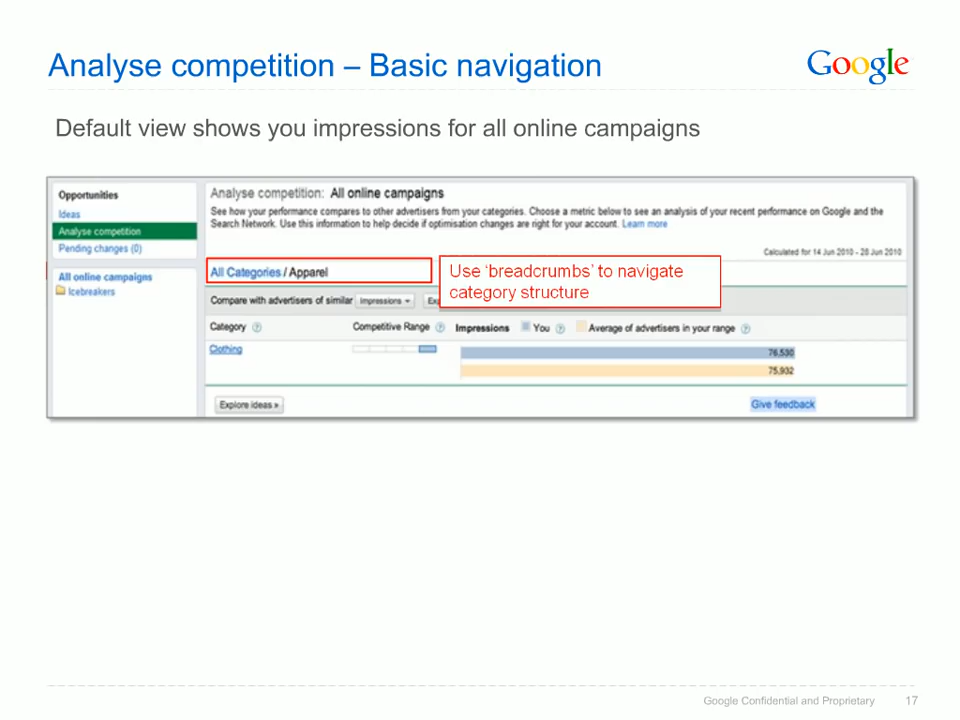 Analyse competition – Basic navigation
Google
Default view shows you impressions for all online campaigns
Opportunities
Ideas
Analyse competition
Pending changes (0)
All online campaigns
Icebreakers
Analyse competition: All online campaigns
See how your performance compares to other advertisers from your categories. Choose a metric below to see an analysis of your recent performance on Google and the
Search Network. Use this information to help decide if optimisation changes are right for your account. Learn more
Calculated for 14 Jun 2010 - 28 Jun 2010
All Categories / Apparel
Use ‘breadcrumbs’ to navigate
category structure
Compare with advertisers of similar Impressions
Category Competitive Range Impressions You Average of advertisers in your range
Clothing
76,530
75,932
Explore ideas »
Give feedback
Google Confidential and Proprietary 17